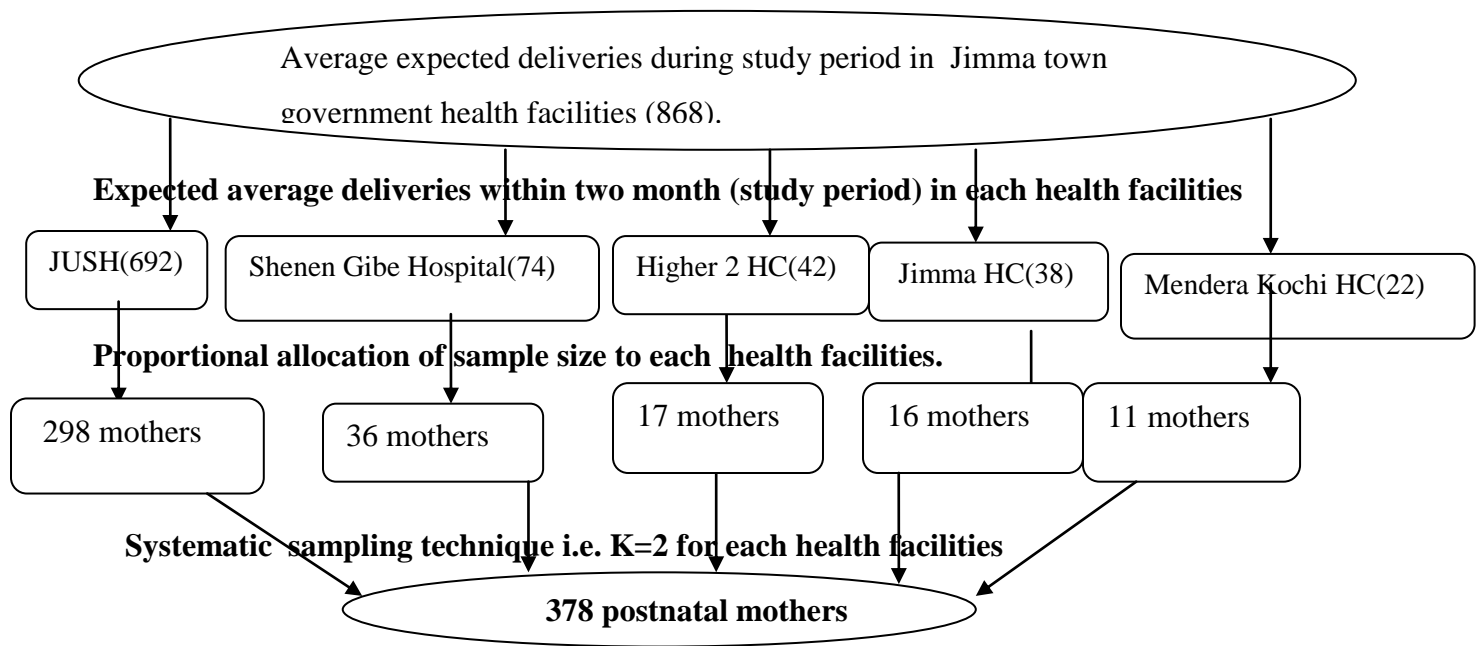 Average expected deliveries during study period in Jimma town
government health facilities (868).
Expected average deliveries within two month (study period) in each health facilities
JUSH(692)
Shenen Gibe Hospital(74)
Higher 2 HC(42)
Jimma HC(38)
Mendera Kochi HC(22)
Proportional allocation of sample size to each health facilities.
298 mothers
36 mothers
17 mothers
16 mothers
11 mothers
Systematic sampling technique i.e. K=2 for each health facilities
378 postnatal mothers